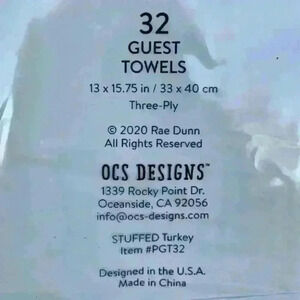 32
GUEST
TOWELS
13 x 15.75 in / 33 x 40 cm
Three-Ply
© 2020 Rae Dunn
All Rights Reserved
OCS DESIGNS™
1339 Rocky Point Dr.
Oceanside, CA 92056
info@ocs-designs.com
STUFFED Turkey
Item #PGT32
Designed in the U.S.A.
Made in China